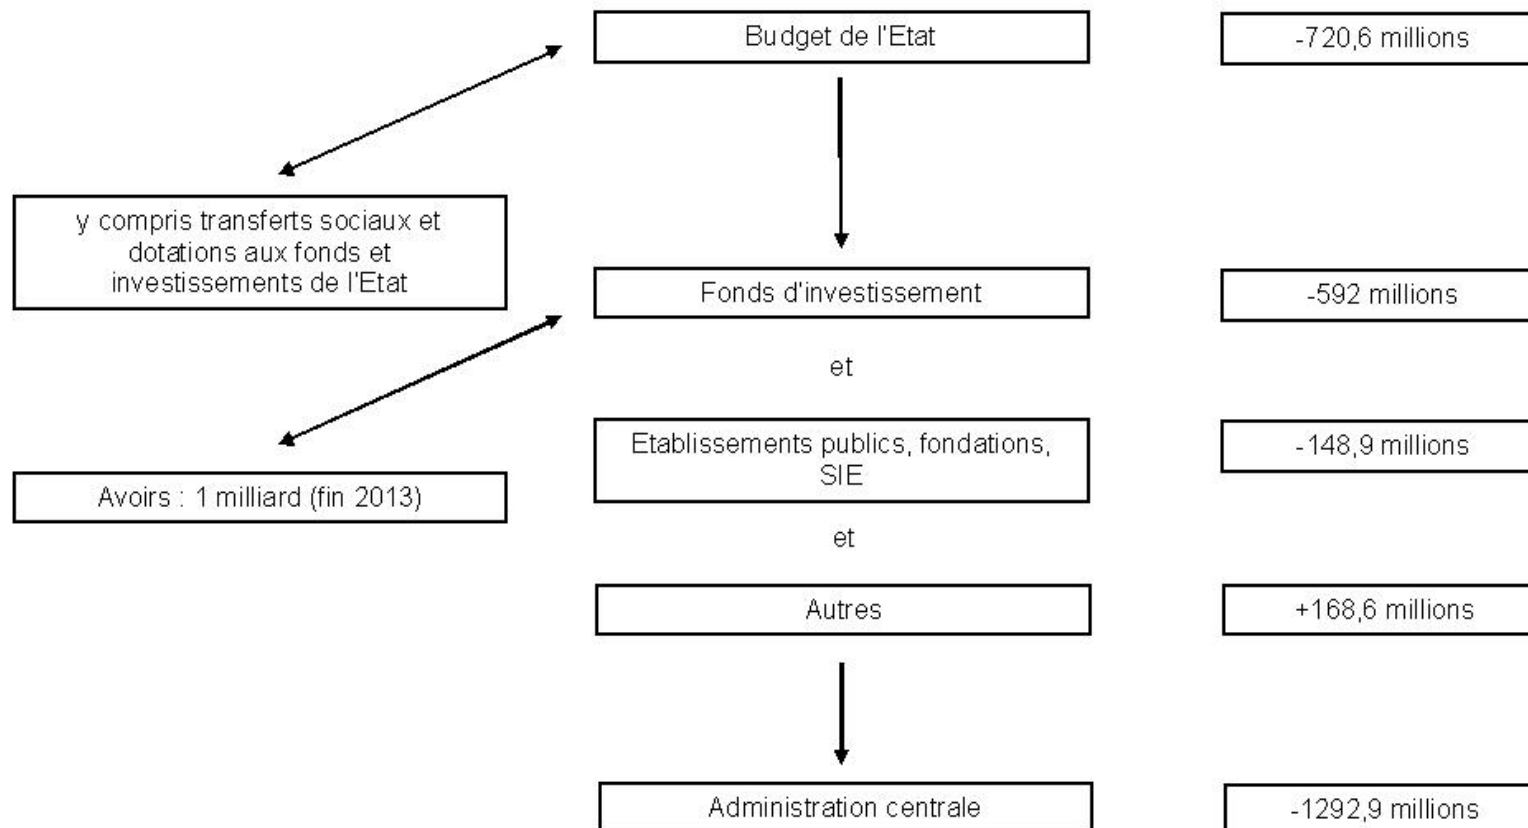 Budget de l'Etat
-720,6 millions
y compris transferts sociaux et
dotations aux fonds et
investissements de l'Etat
Fonds d'investissement
-592 millions
et
Etablissements publics, fondations,
SIE
-148,9 millions
Avoirs : 1 milliard (fin 2013)
et
Autres
+168,6 millions
Administration centrale
-1292,9 millions